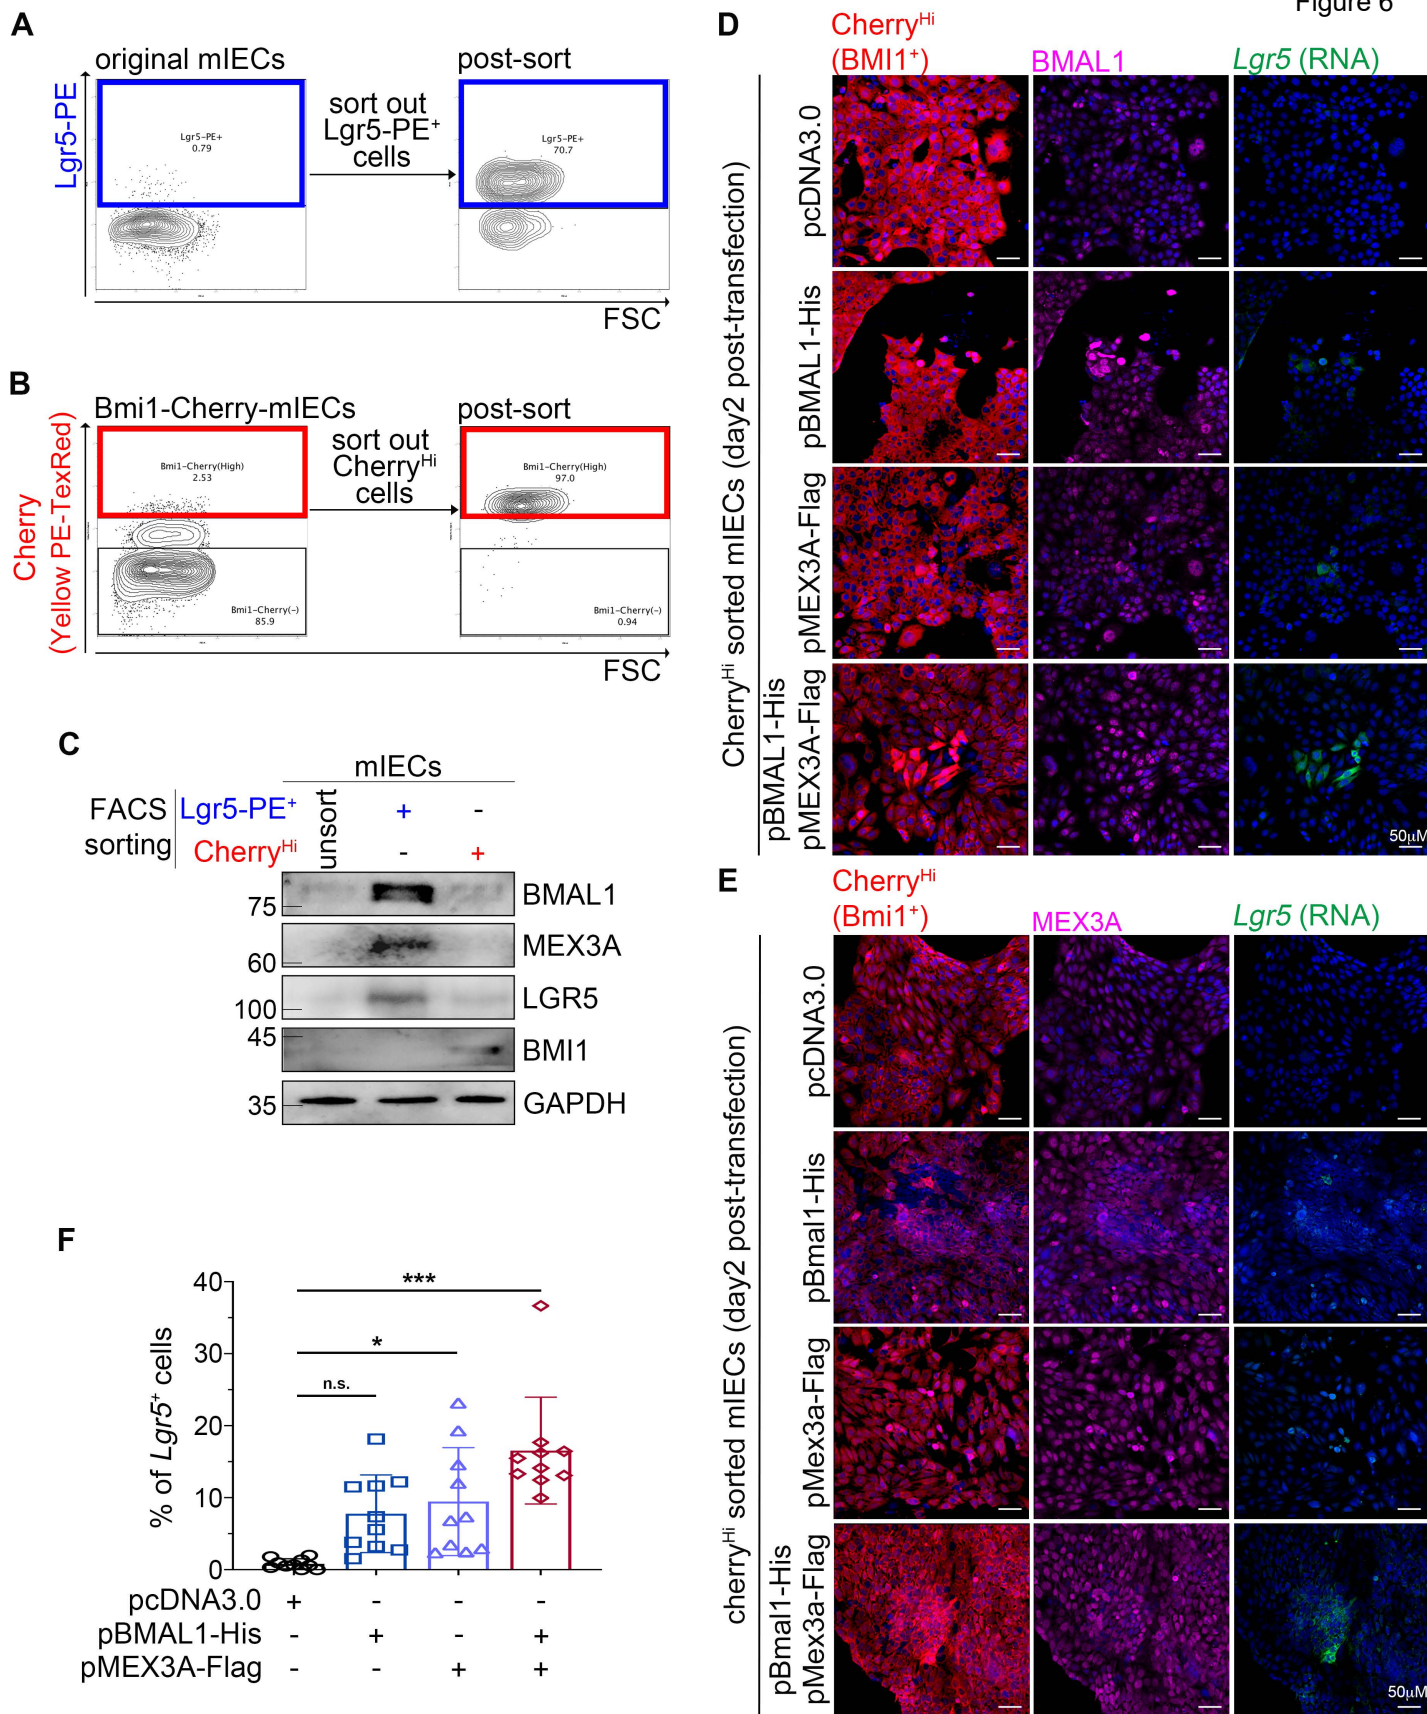 Figure 6
A
original mIECs
post-sort
Lgr5-PE
Lgr5-PE+
0.79
sort out
Lgr5-PE+
cells
Lgr5-PE+
70.7
FSC
B
Bmi1-Cherry-mIECs
post-sort
Cherry
(Yellow PE-TexRed)
Bmi1-Cherry(High)
2.53
Bmi1-Cherry(-)
85.9
sort out
CherryHi
cells
Bmi1-Cherry(High)
97.0
Bmi1-Cherry(-)
0.94
FSC
C
mIECs
FACS
sorting
Lgr5-PE+
CherryHi
unsort
+ -
- +
75
BMAL1
60
MEX3A
100
LGR5
45
BMI1
35
GAPDH
D
CherryHi
(BMI1+)
BMAL1
Lgr5 (RNA)
CherryHi sorted mIECs (day2 post-transfection)
pcDNA3.0
pBMAL1-His
pMEX3A-Flag
pBMAL1-His
pMEX3A-Flag
50µM
E
CherryHi
(Bmi1+)
MEX3A
Lgr5 (RNA)
cherryHi sorted mIECs (day2 post-transfection)
pcDNA3.0
pBmal1-His
pMex3a-Flag
pBmal1-His
pMex3a-Flag
50µM
F
% of Lgr5+ cells
40
30
20
10
0
***
*
n.s.
pcDNA3.0 + - - -
pBMAL1-His - + - +
pMEX3A-Flag - - + +